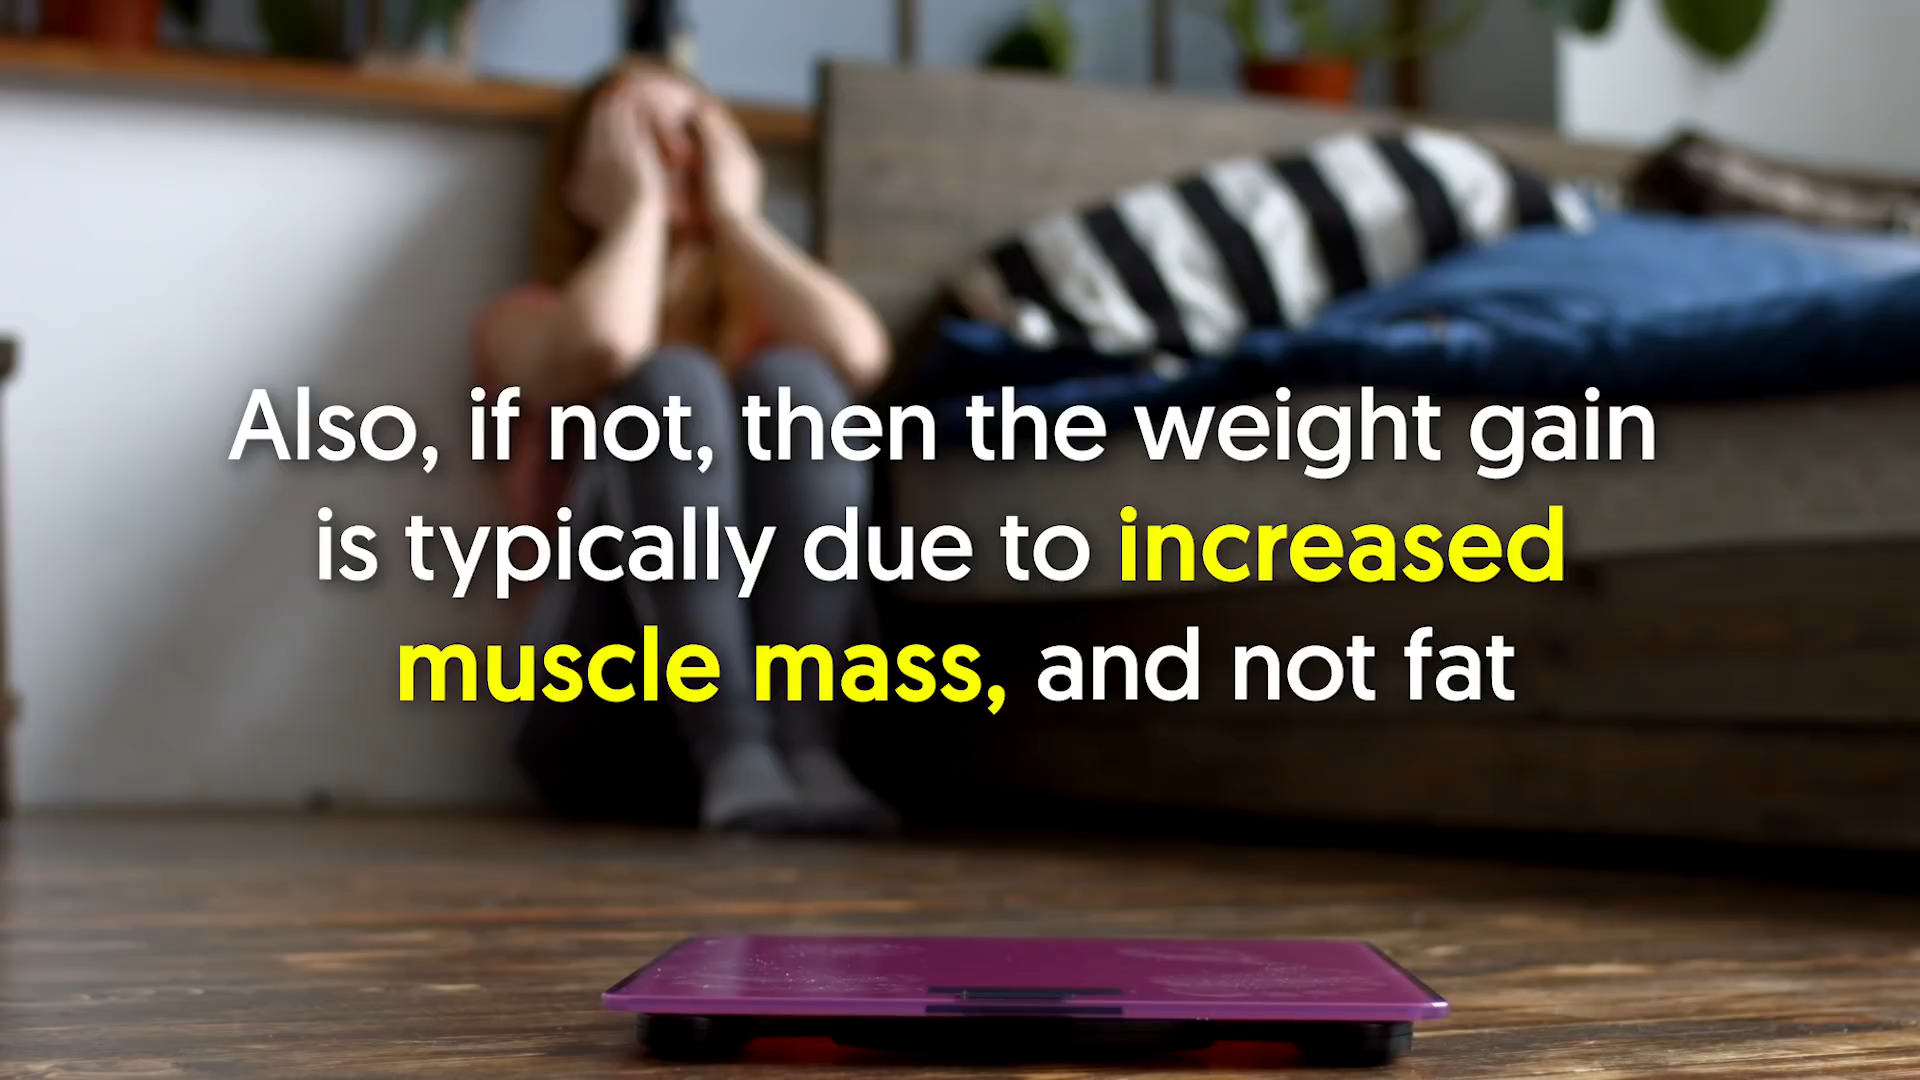 Also, if not, then the weight gain
is typically due to increased
muscle mass, and not fat